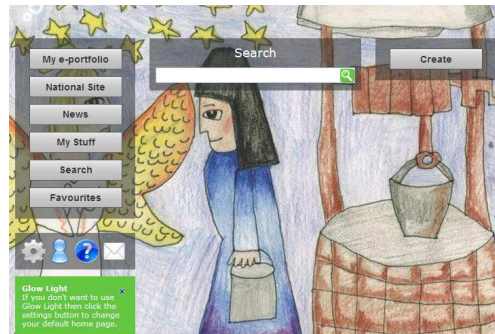 My e-portfolio
National Site
News
My Stuff
Search
Favourites
Search
Create
?
Glow Light
If you don't want to use
Glow Light then click the
settings button to change
your default home page.
x